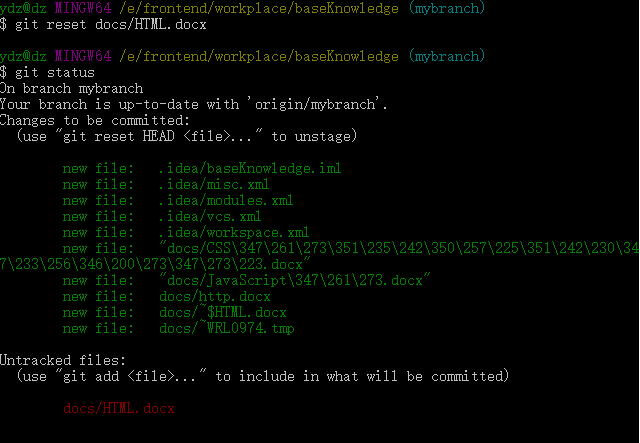 ydz@dz MINGW64 /e/frontend/workplace/baseKnowledge (mybranch)
$ git reset docs/HTML.docx
ydz@dz MINGW64 /e/frontend/workplace/baseKnowledge (mybranch)
$ git status
On branch mybranch
Your branch is up-to-date with 'origin/mybranch'.
Changes to be committed:
  (use "git reset HEAD <file>..." to unstage)
        new file:   .idea/baseKnowledge.iml
        new file:   .idea/misc.xml
        new file:   .idea/modules.xml
        new file:   .idea/vcs.xml
        new file:   .idea/workspace.xml
        new file:   "docs/CSS\347\261\273\351\235\242\350\257\225\351\242\230\34
7\233\256\346\200\273\347\273\223.docx"
        new file:   "docs/JavaScript\347\261\273.docx"
        new file:   docs/http.docx
        new file:   docs/~$HTML.docx
        new file:   docs/~WRL0974.tmp
Untracked files:
  (use "git add <file>..." to include in what will be committed)
        docs/HTML.docx